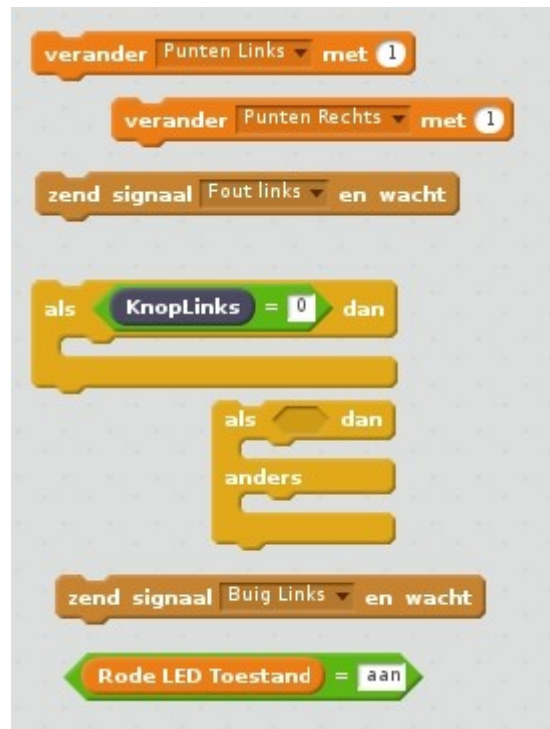 verander Punten Links met 1
verander Punten Rechts met 1
zend signaal Fout links en wacht
als KnopLinks = 0 dan
als dan
anders
zend signaal Buig Links en wacht
Rode LED Toestand = aan